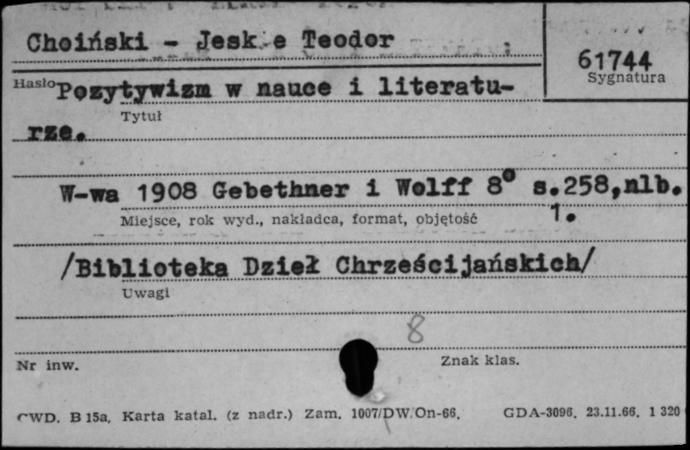 Choiński - Jeske Teodor
61744
Sygnatura
Hasło
Pozytywizm w nauce i literatu-
Tytuł
rze.
W-wa 1908 Gebethner i Wolff 8° s.258,nlb.
Miejsce, rok wyd., nakładca, format, objętość
1.
/Biblioteka Dzieł Chrześcijańskich/
Uwagi
8
Nr inw.
Znak klas.
CWD. B 15a. Karta katal. (z nadr.) Zam. 1007/DW/On-66. GDA-3096. 23.11.66. 1 320